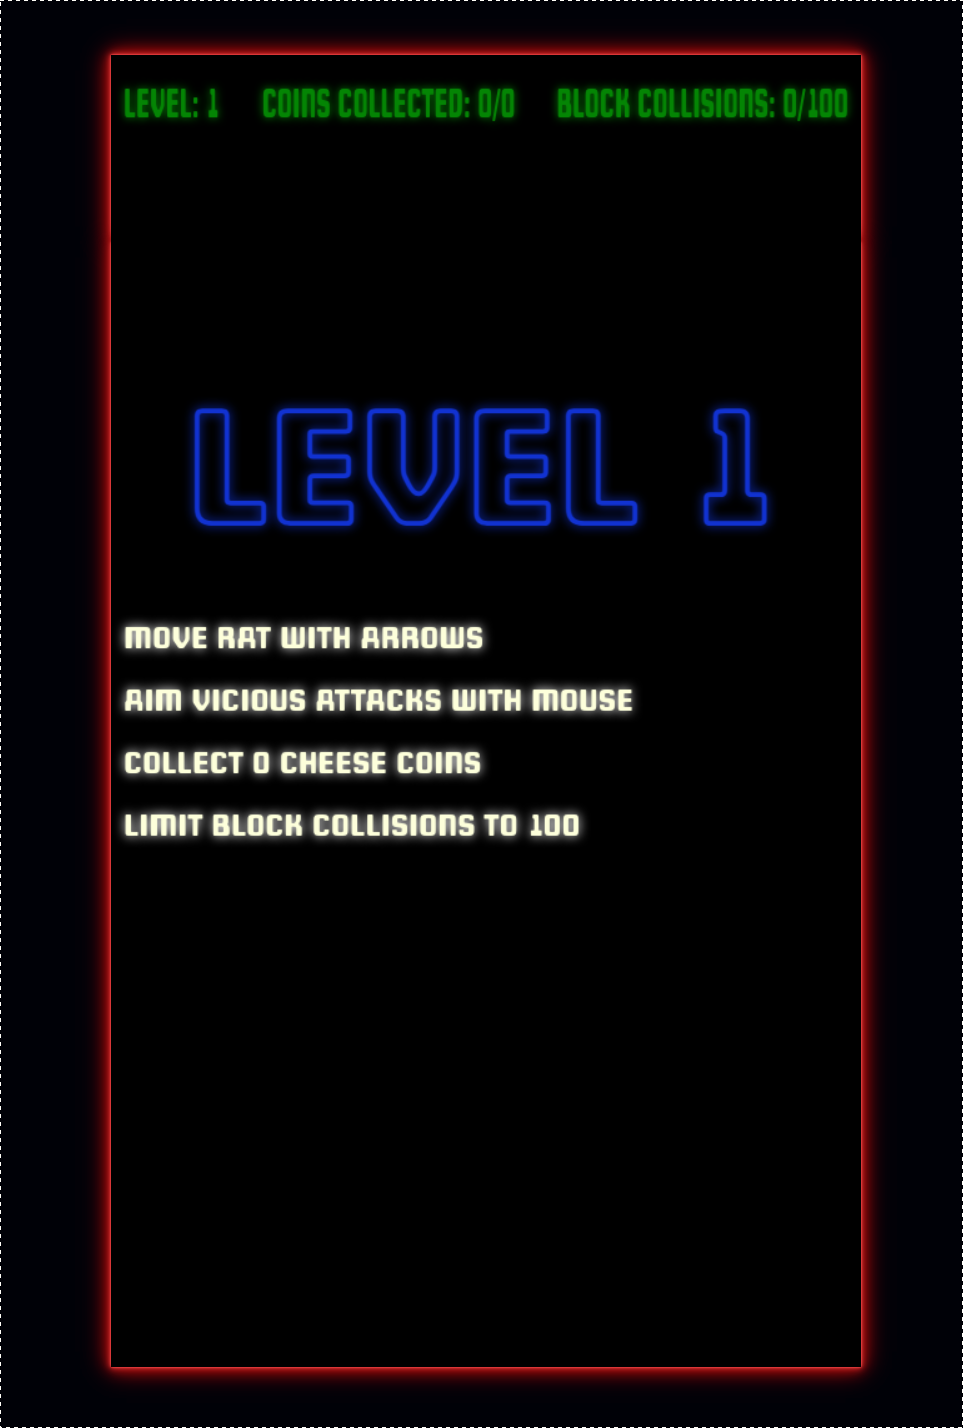 LEVEL: 1 COINS COLLECTED: 0/0 BLOCK COLLISIONS: 0/100
LEVEL 1
MOVE RAT WITH ARROWS
AIM VICIOUS ATTACKS WITH MOUSE
COLLECT 0 CHEESE COINS
LIMIT BLOCK COLLISIONS TO 100